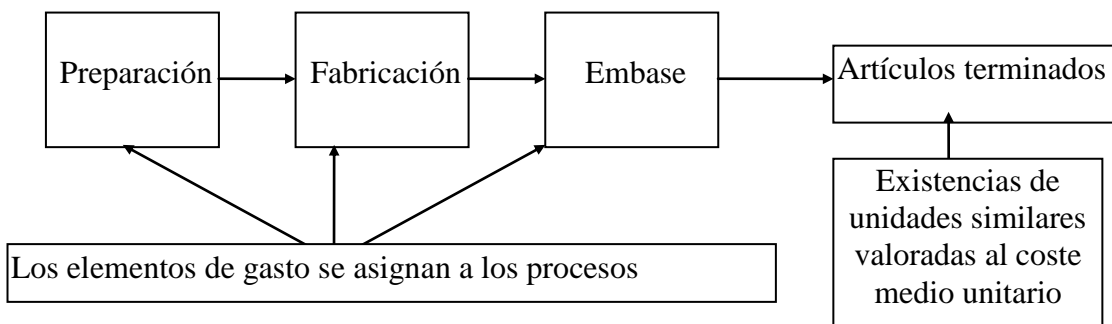 Preparación
Fabricación
Embase
Artículos terminados
Los elementos de gasto se asignan a los procesos
Existencias de
unidades similares
valoradas al coste
medio unitario